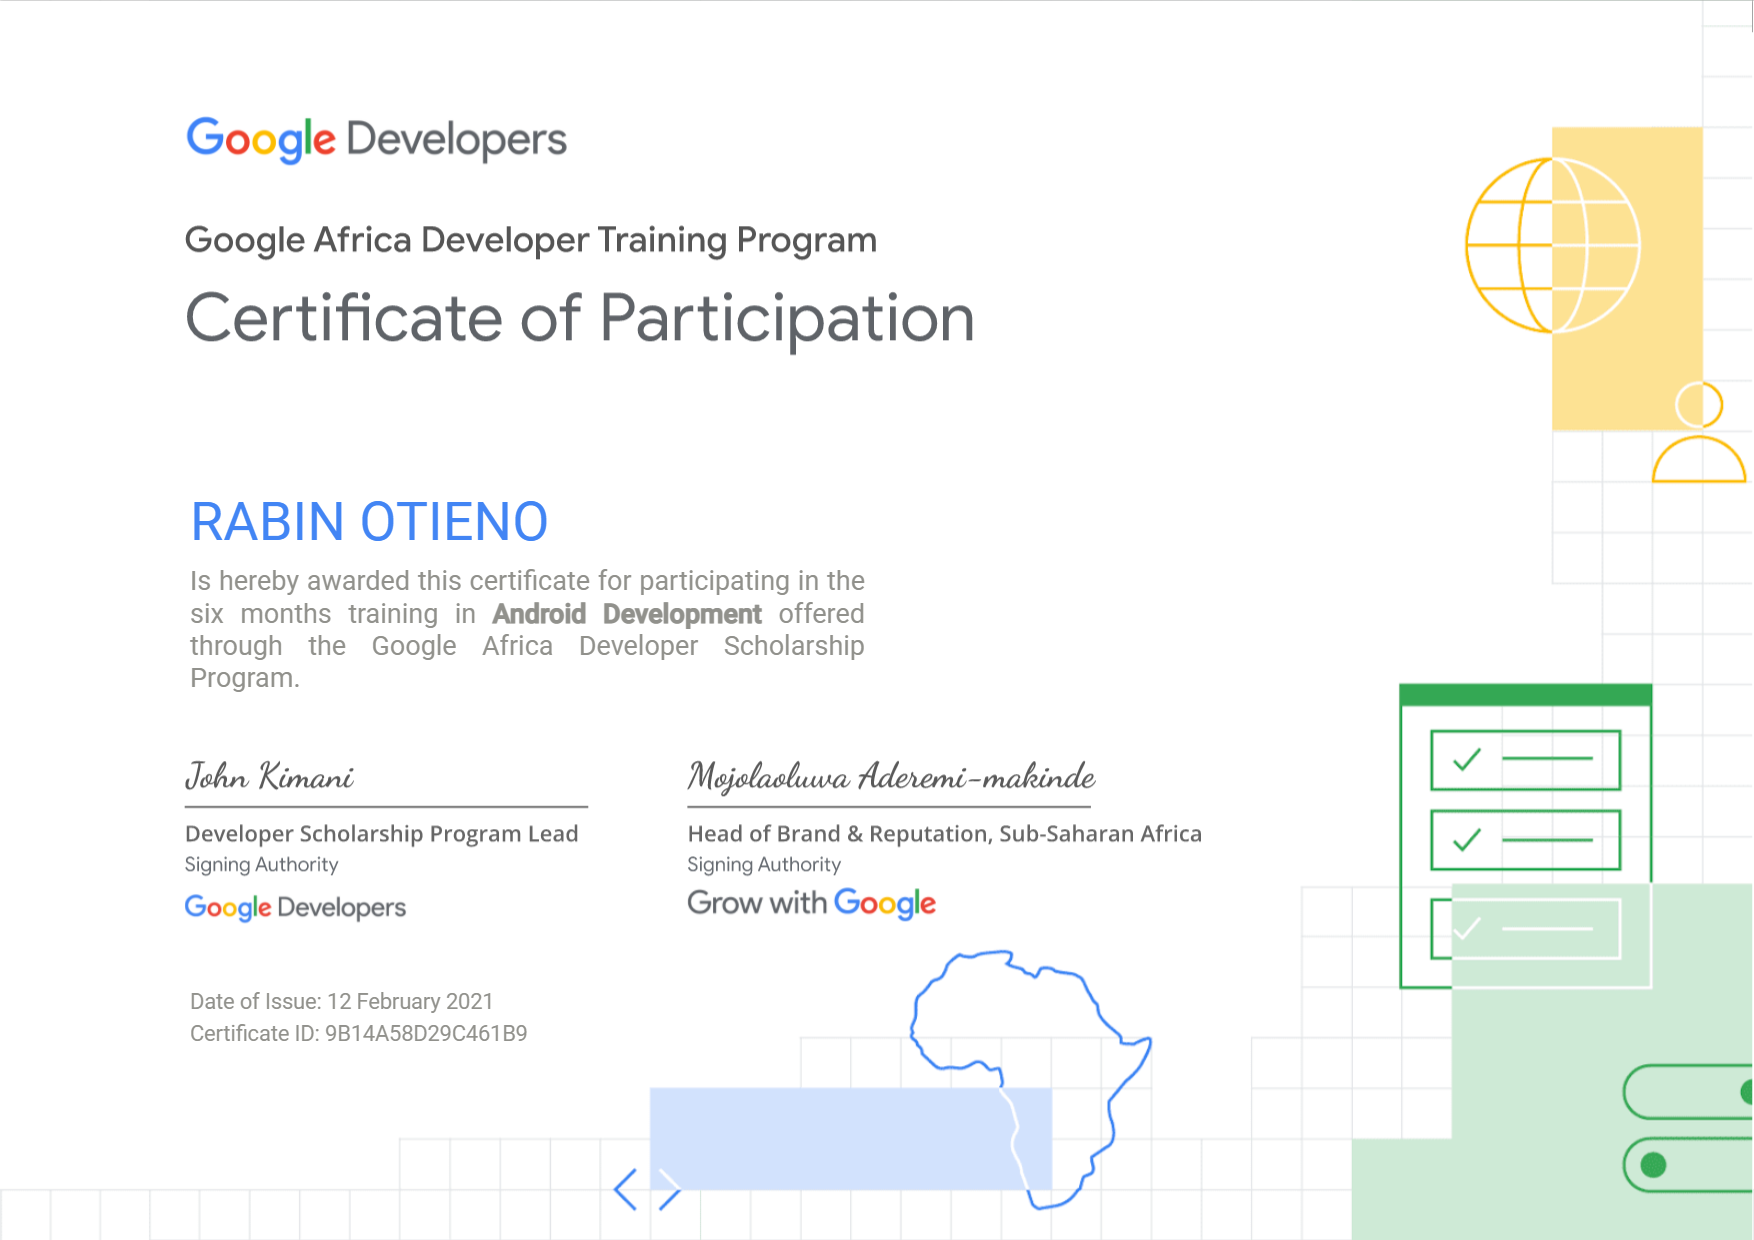 Google Developers
Google Africa Developer Training Program
Certificate of Participation
RABIN OTIENO
Is hereby awarded this certificate for participating in the
six months training in Android Development offered
through the Google Africa Developer Scholarship
Program.
John Kimani
Developer Scholarship Program Lead
Signing Authority
Google Developers
Mojolaoluwa Aderemi-makinde
Head of Brand & Reputation, Sub-Saharan Africa
Signing Authority
Grow with Google
Date of Issue: 12 February 2021
Certificate ID: 9B14A58D29C461B9